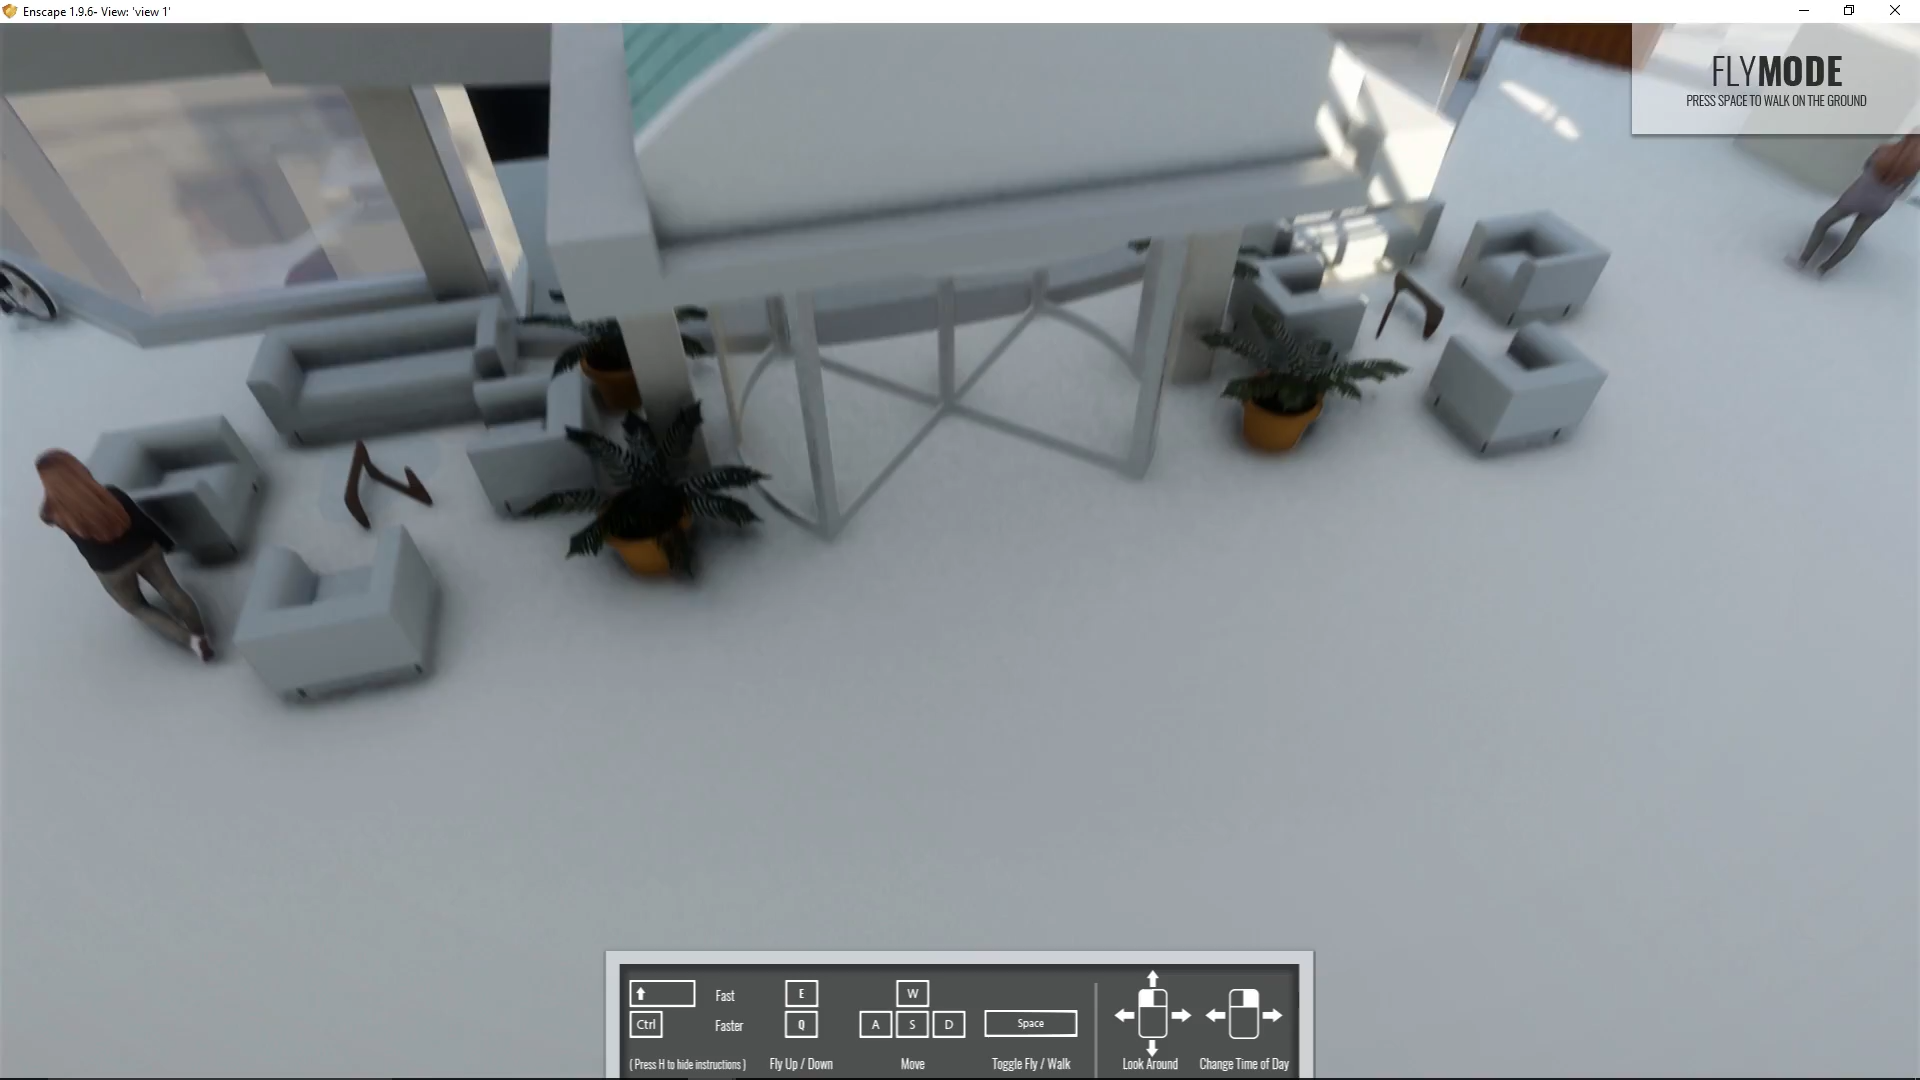 Enscape 1.9.6- View: 'view 1'
FLYMODE
PRESS SPACE TO WALK ON THE GROUND
Fast
E
W
Ctrl
Faster
Q
A
S
D
Space
( Press H to hide instructions )
Fly Up / Down
Move
Toggle Fly / Walk
Look Around
Change Time of Day